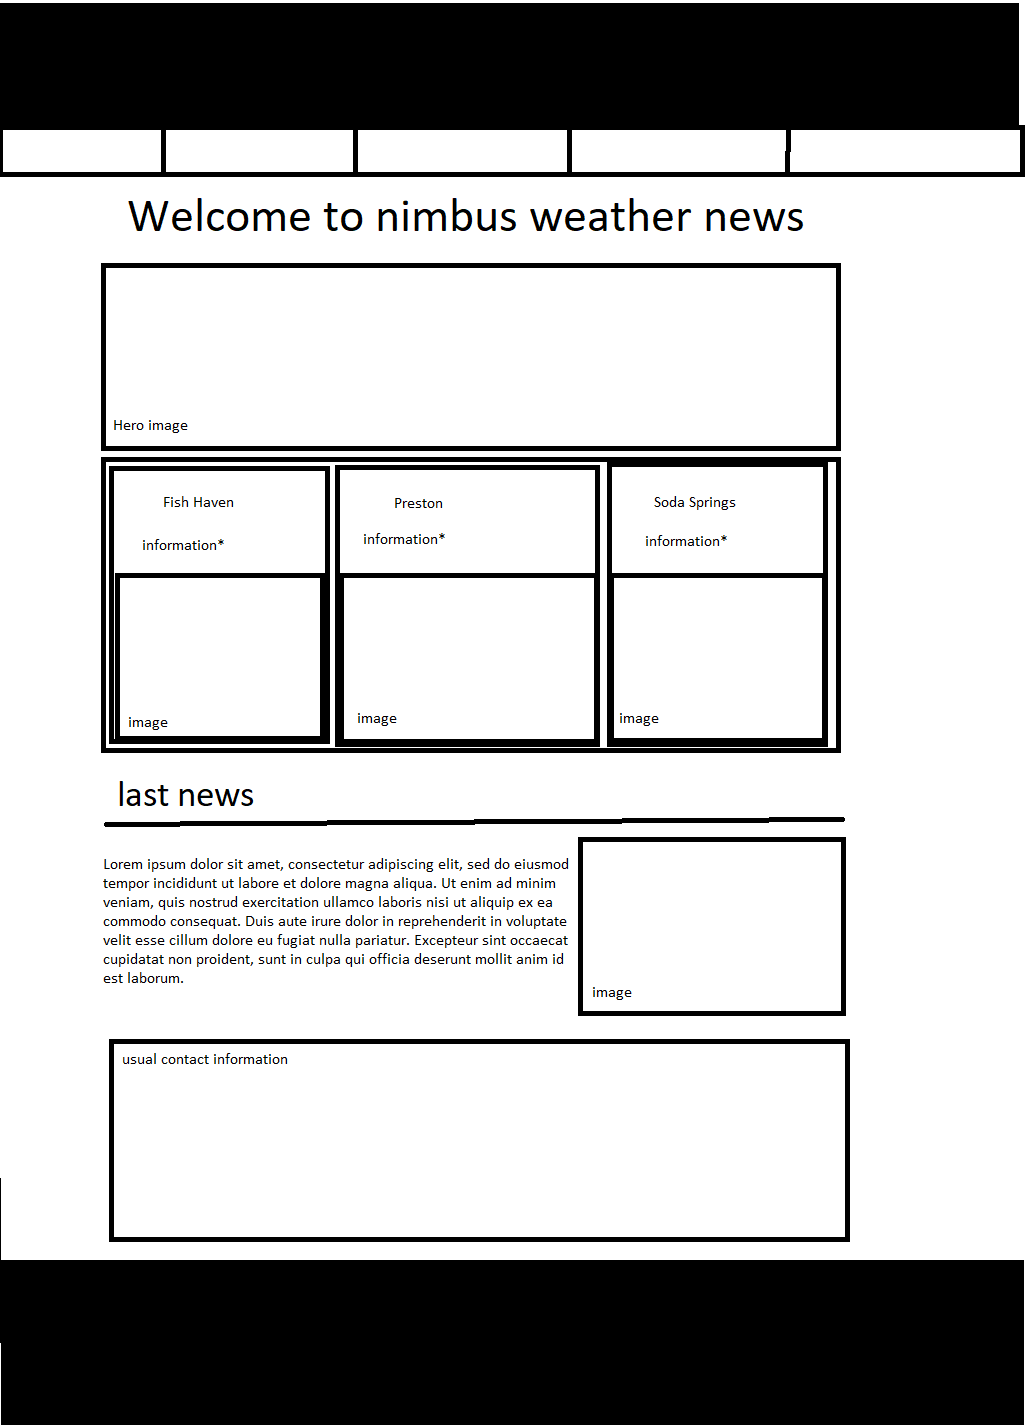 Welcome to nimbus weather news
Hero image
Fish Haven
information*
image
Preston
information*
image
Soda Springs
information*
image
last news
Lorem ipsum dolor sit amet, consectetur adipiscing elit, sed do eiusmod
tempor incididunt ut labore et dolore magna aliqua. Ut enim ad minim
veniam, quis nostrud exercitation ullamco laboris nisi ut aliquip ex ea
commodo consequat. Duis aute irure dolor in reprehenderit in voluptate
velit esse cillum dolore eu fugiat nulla pariatur. Excepteur sint occaecat
cupidatat non proident, sunt in culpa qui officia deserunt mollit anim id
est laborum.
image
usual contact information